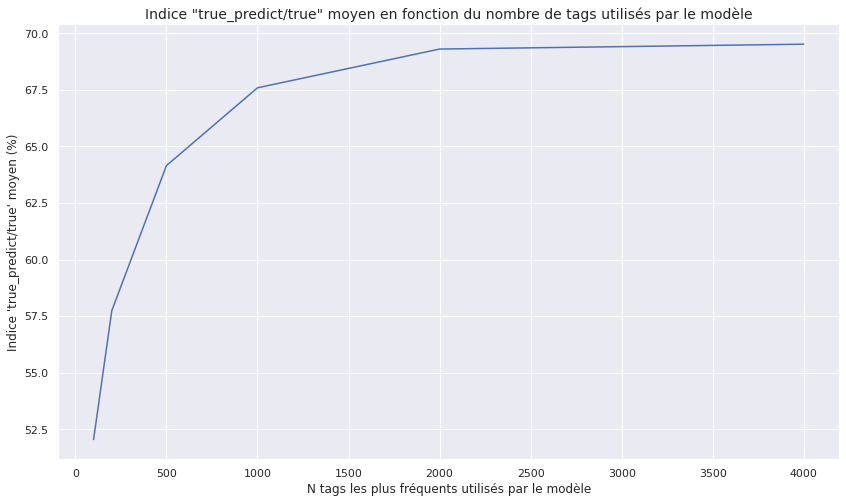 Indice "true_predict/true" moyen en fonction du nombre de tags utilisés par le modèle
70.0
67.5
65.0
62.5
60.0
57.5
55.0
52.5
Indice 'true_predict/true' moyen (%)
0 500 1000 1500 2000 2500 3000 3500 4000
N tags les plus fréquents utilisés par le modèle